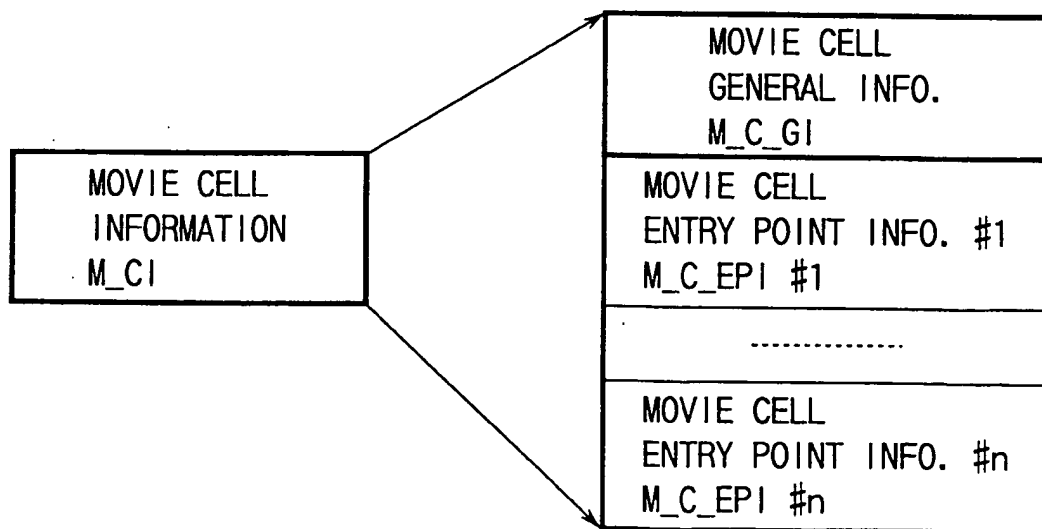 MOVIE CELL
INFORMATION
M_CI
MOVIE CELL
GENERAL INFO.
M_C_GI
MOVIE CELL
ENTRY POINT INFO. #1
M_C_EPI #1
---------------
MOVIE CELL
ENTRY POINT INFO. #n
M_C_EPI #n